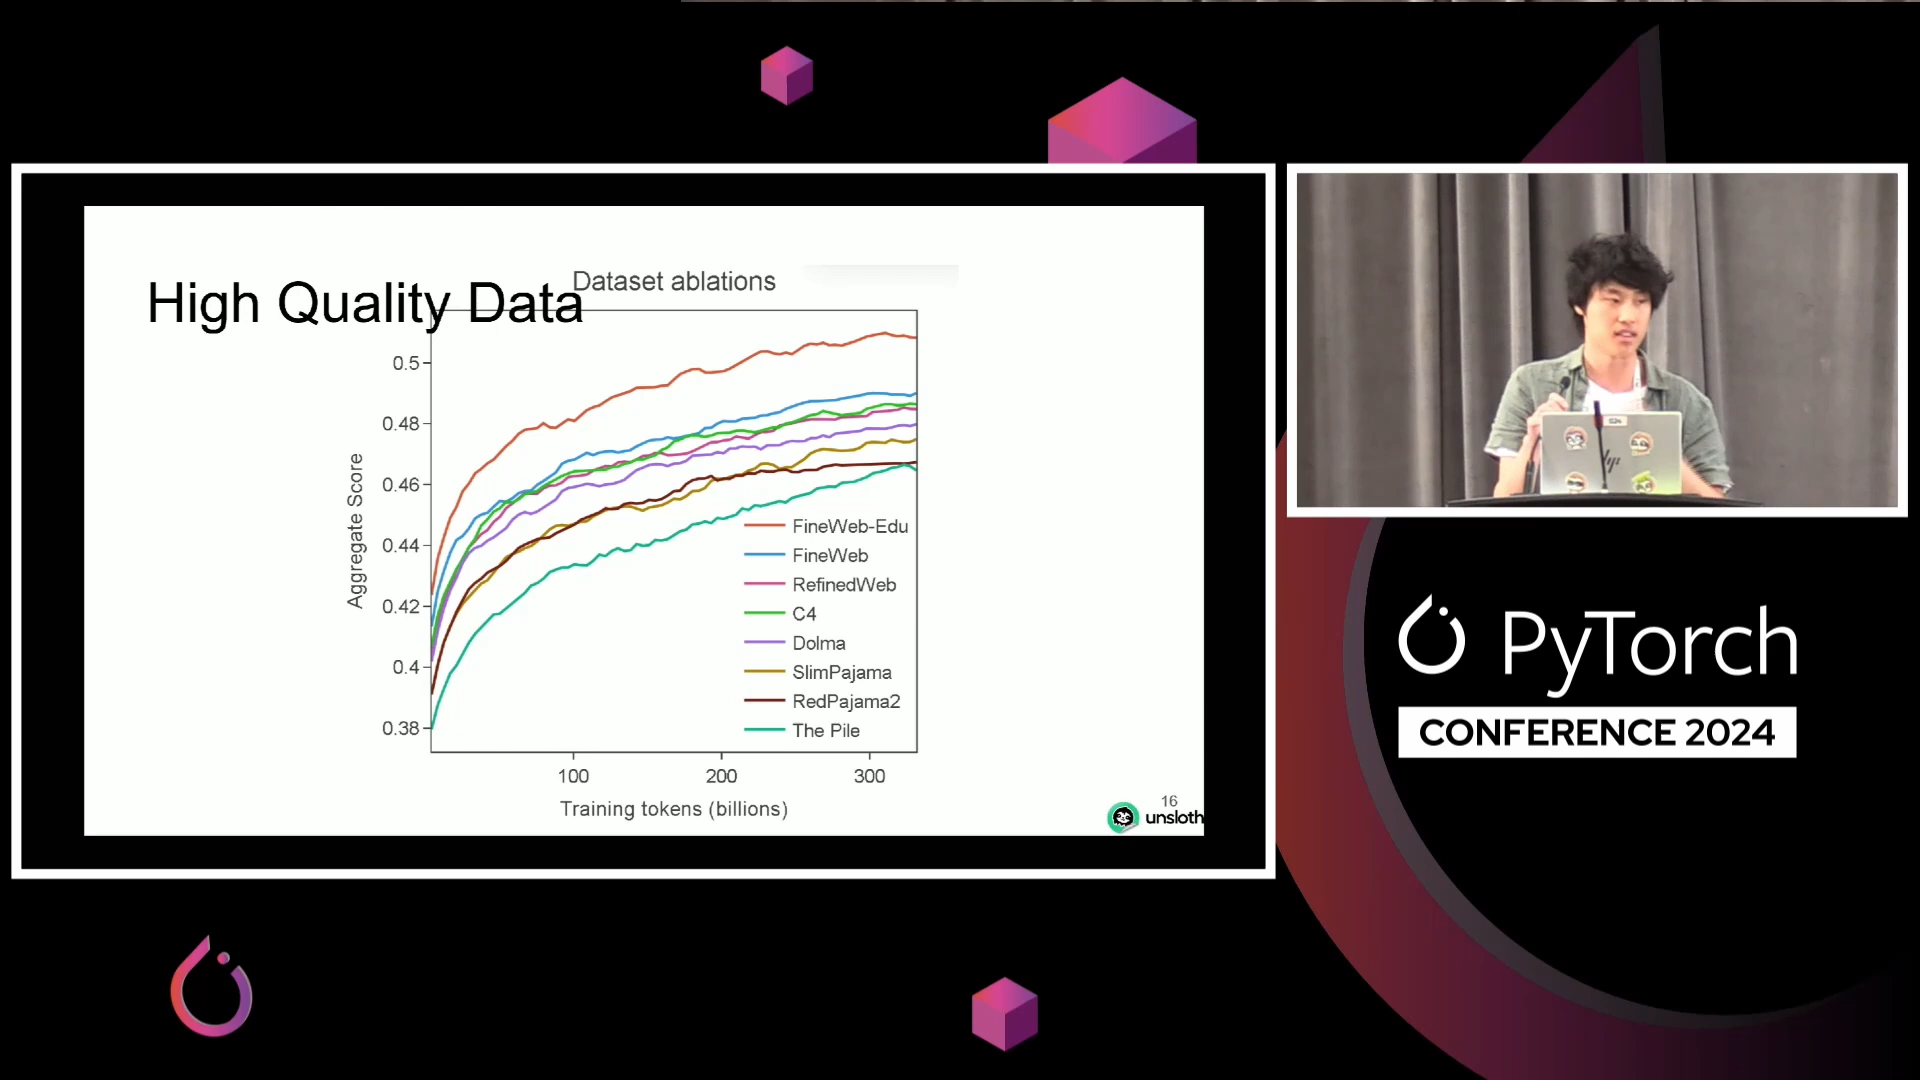 High Quality Data
Dataset ablations
0.5
0.48
0.46
0.44
0.42
0.4
0.38
Aggregate Score
FineWeb-Edu
FineWeb
RefinedWeb
C4
Dolma
SlimPajama
RedPajama2
The Pile
100
200
300
Training tokens (billions)
16
unsloth
hp
PyTorch
CONFERENCE 2024